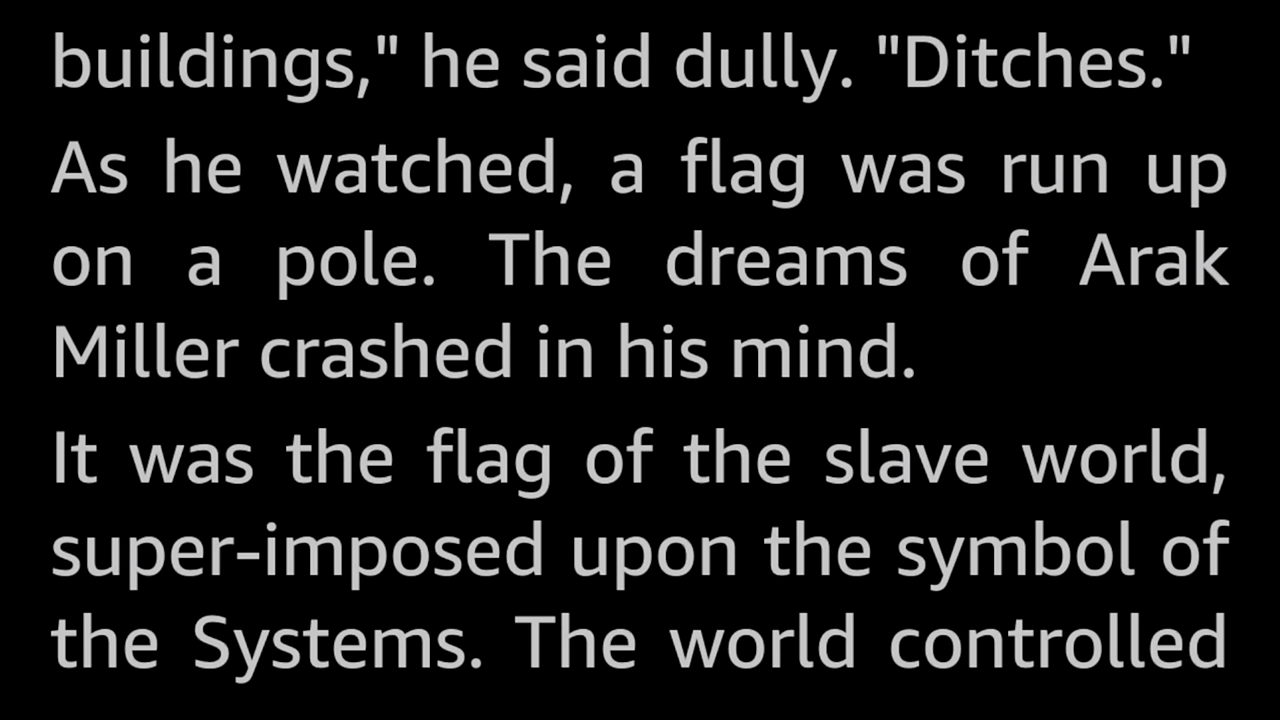 buildings," he said dully. "Ditches."
As he watched, a flag was run up
on a pole. The dreams of Arak
Miller crashed in his mind.
It was the flag of the slave world,
super-imposed upon the symbol of
the Systems. The world controlled